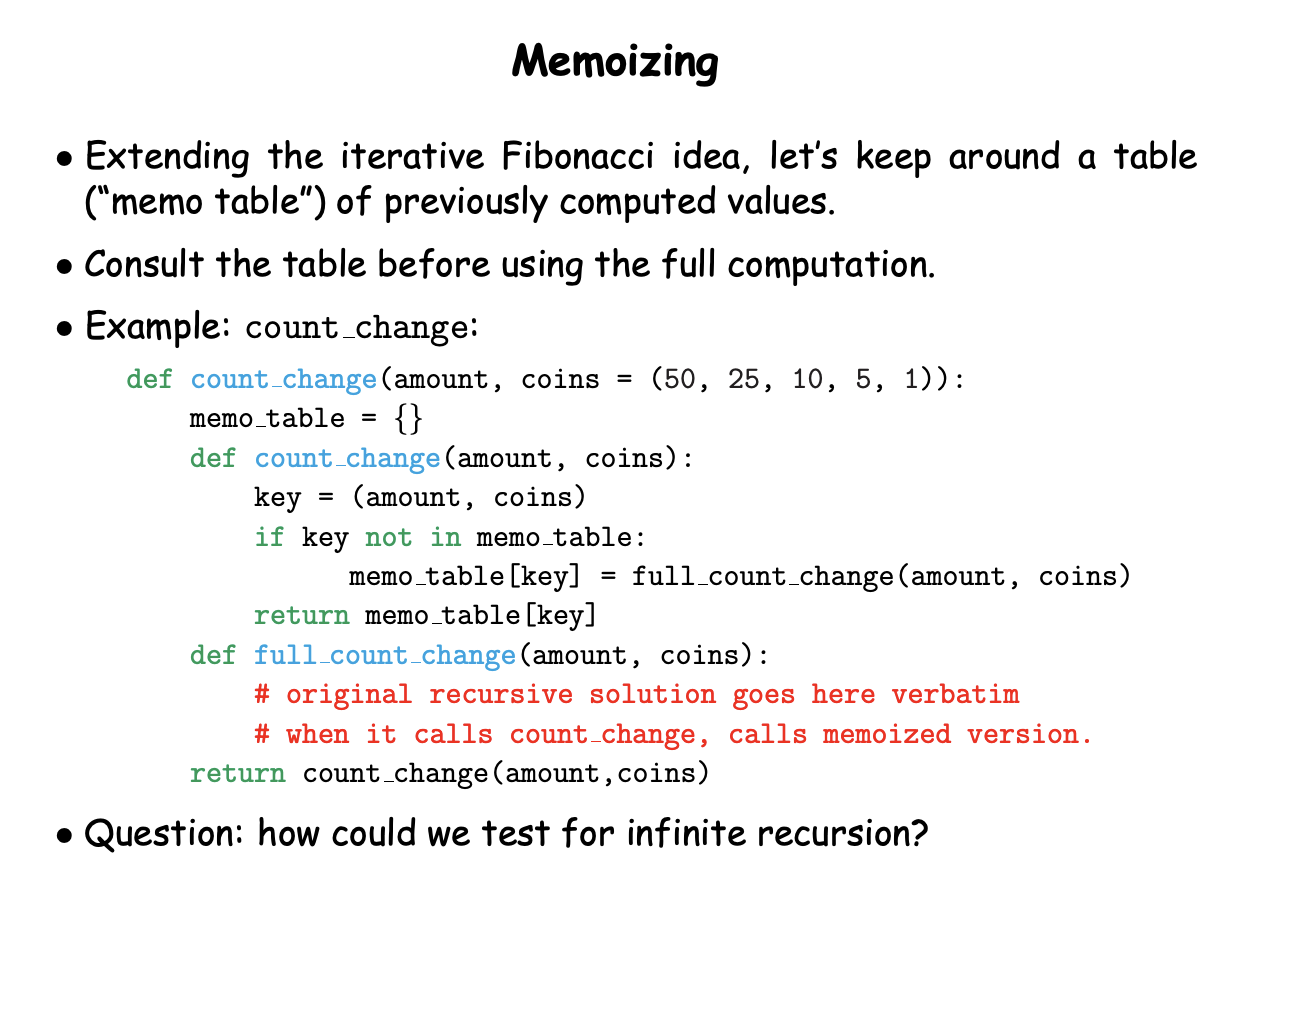 Memoizing
• Extending the iterative Fibonacci idea, let's keep around a table
(“memo table”) of previously computed values.
• Consult the table before using the full computation.
• Example: count_change:
def count_change(amount, coins = (50, 25, 10, 5, 1)):
    memo_table = {}
    def count_change(amount, coins):
        key = (amount, coins)
        if key not in memo_table:
              memo_table[key] = full_count_change(amount, coins)
        return memo_table[key]
    def full_count_change(amount, coins):
        # original recursive solution goes here verbatim
        # when it calls count_change, calls memoized version.
    return count_change(amount,coins)
• Question: how could we test for infinite recursion?